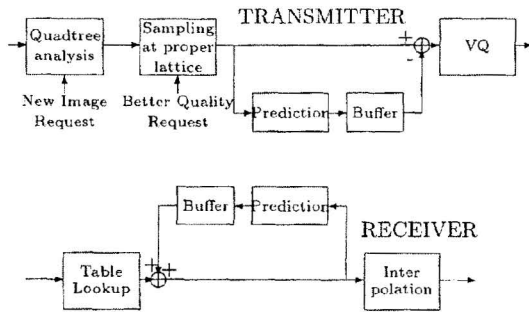 TRANSMITTER
Quadtree
analysis
Sampling
at proper
lattice
+
-
VQ
New Image
Request
Better Quality
Request
Prediction
Buffer
Buffer
Prediction
RECEIVER
Table
Lookup
+
+
Inter
polation